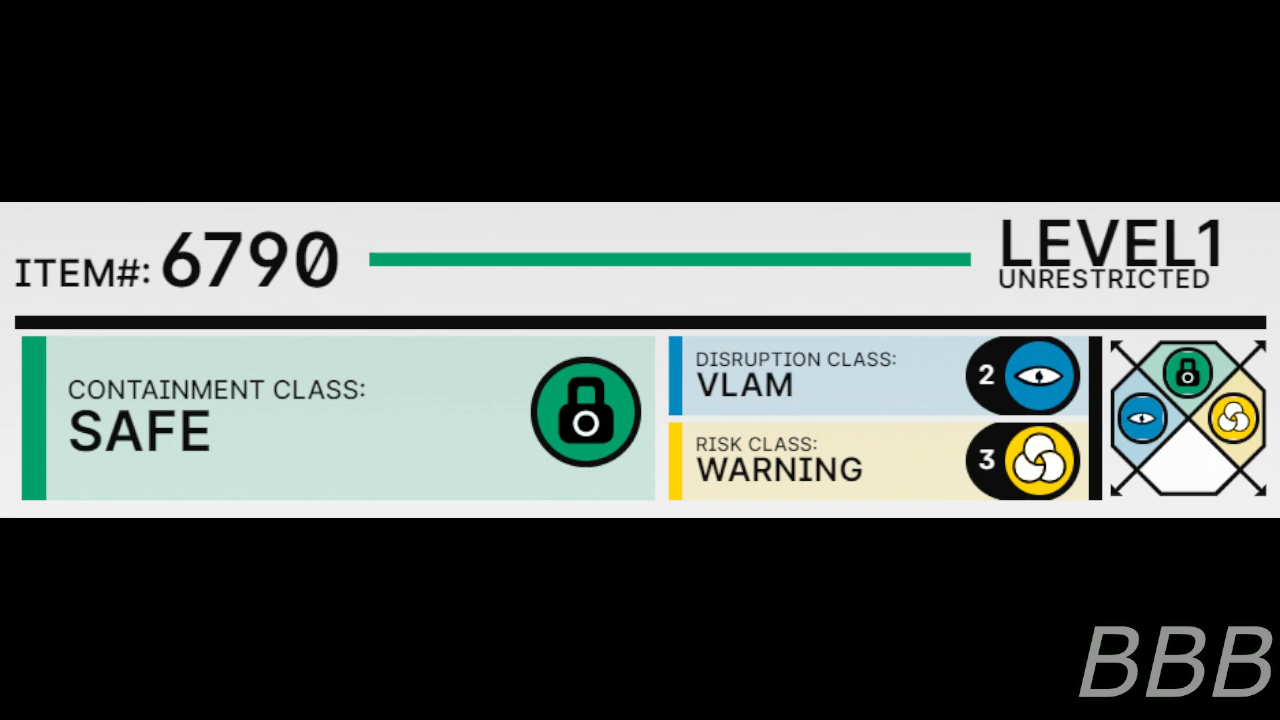 ITEM#: 6790
LEVEL1
UNRESTRICTED
CONTAINMENT CLASS:
SAFE
DISRUPTION CLASS:
VLAM
2
RISK CLASS:
WARNING
3
BBB